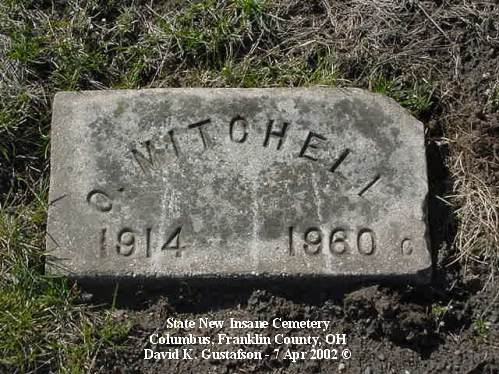 O. MITCHELL
1914 1960 C
State New Insane Cemetery
Columbus, Franklin County, OH
David K. Gustafson - 7 Apr 2002 ©